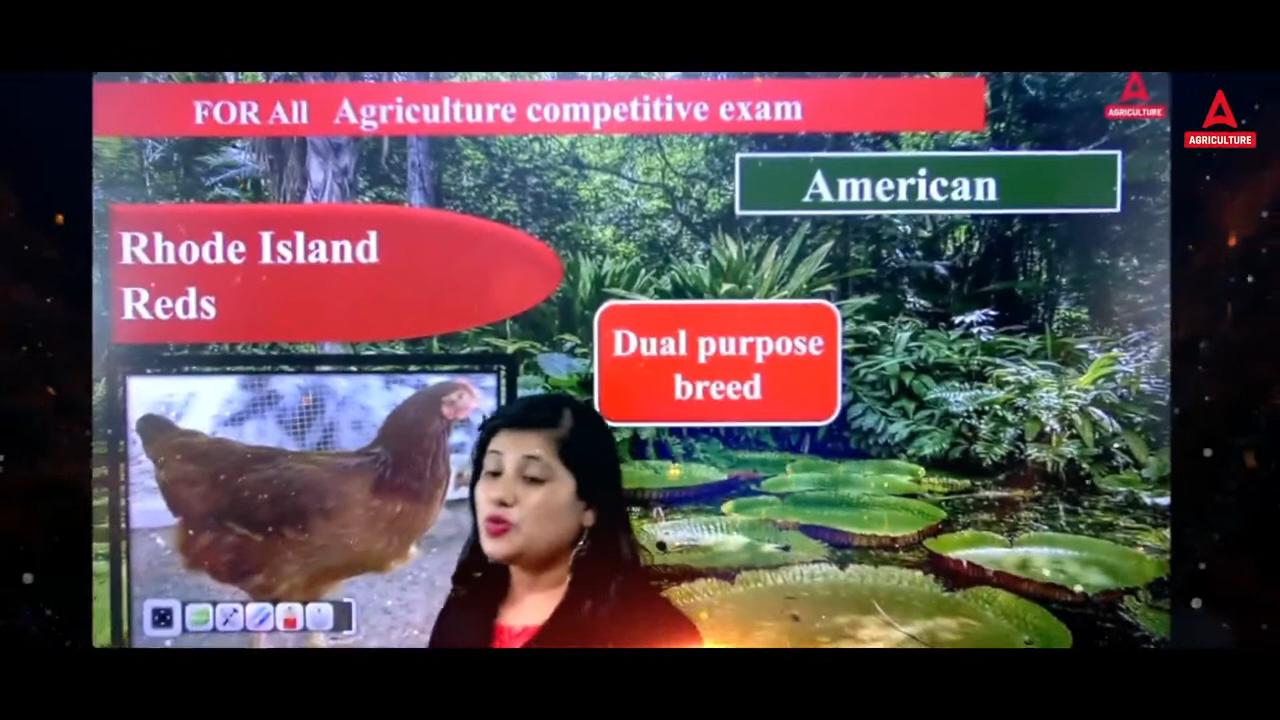 FOR All Agriculture competitive exam
AGRICULTURE
AGRICULTURE
American
Rhode Island
Reds
Dual purpose
breed